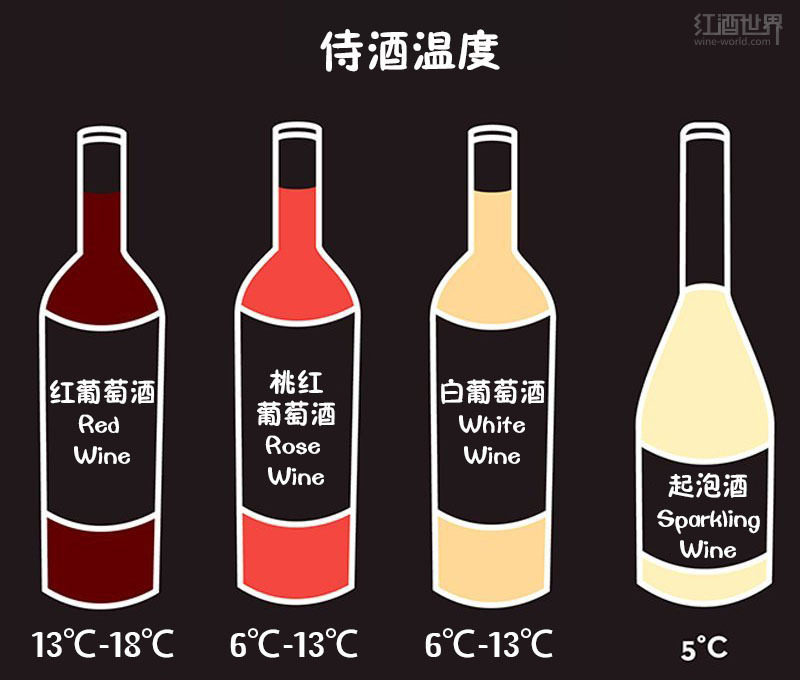 侍酒温度
红酒世界
wine-world.com
红葡萄酒
Red
Wine
桃红
葡萄酒
Rose
Wine
白葡萄酒
White
Wine
起泡酒
Sparkling
Wine
13℃-18℃
6℃-13℃
6℃-13℃
5℃